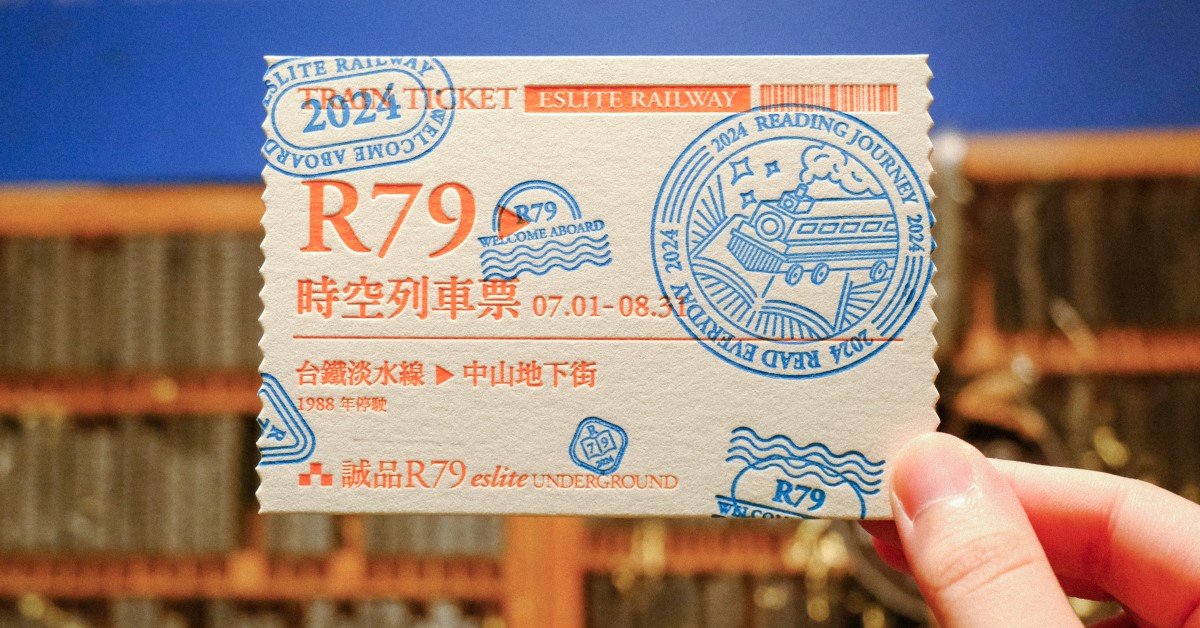 ESLITE RAILWAY
2024
WELCOME ABOARD
TRAIN TICKET ESLITE RAILWAY
2024 READING JOURNEY 2024
2024 READ EVERYDAY 2024
R79
R79
WELCOME ABOARD
時空列車票 07.01-08.31
台鐵淡水線 ▶ 中山地下街
1988 年停駛
R
79
2024
誠品R79 eslite UNDERGROUND
R79